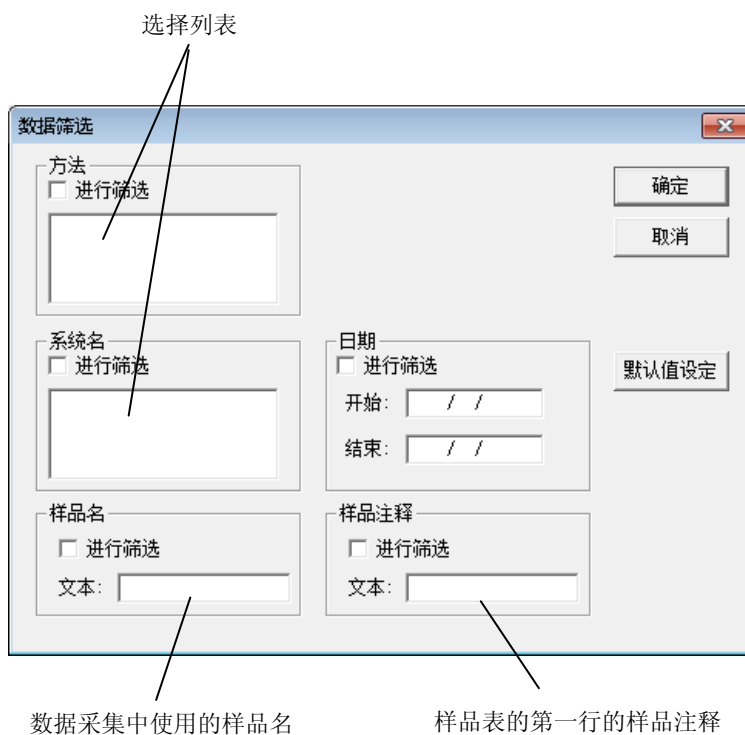 选择列表
数据筛选
方法
进行筛选
确定
取消
系统名
进行筛选
日期
进行筛选
开始: / /
结束: / /
默认值设定
样品名
进行筛选
文本:
样品注释
进行筛选
文本:
数据采集中使用的样品名
样品表的第一行的样品注释